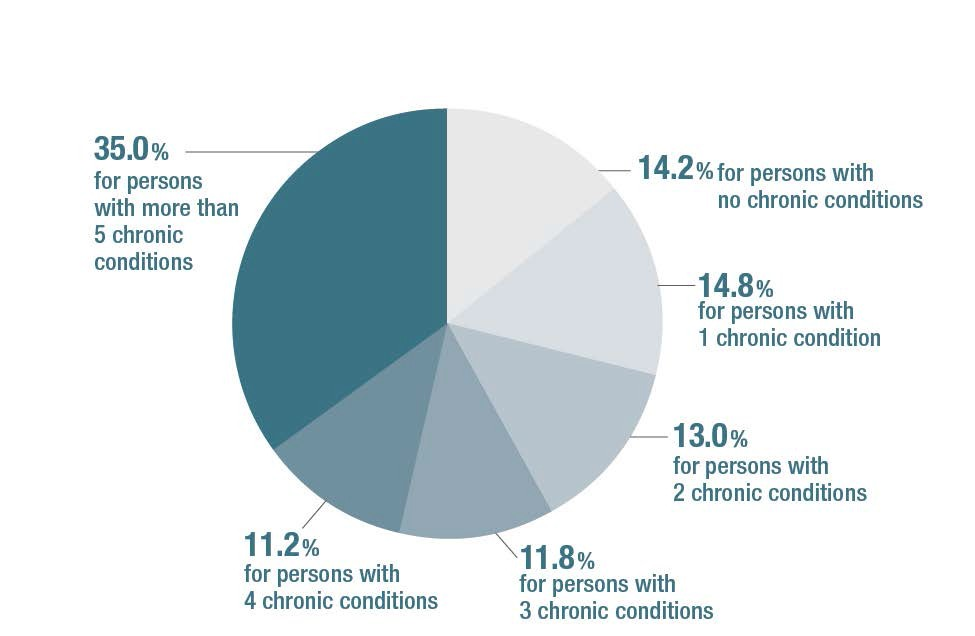 35.0%
for persons
with more than
5 chronic
conditions
14.2% for persons with
no chronic conditions
14.8%
for persons with
1 chronic condition
13.0%
for persons with
2 chronic conditions
11.8%
for persons with
3 chronic conditions
11.2%
for persons with
4 chronic conditions